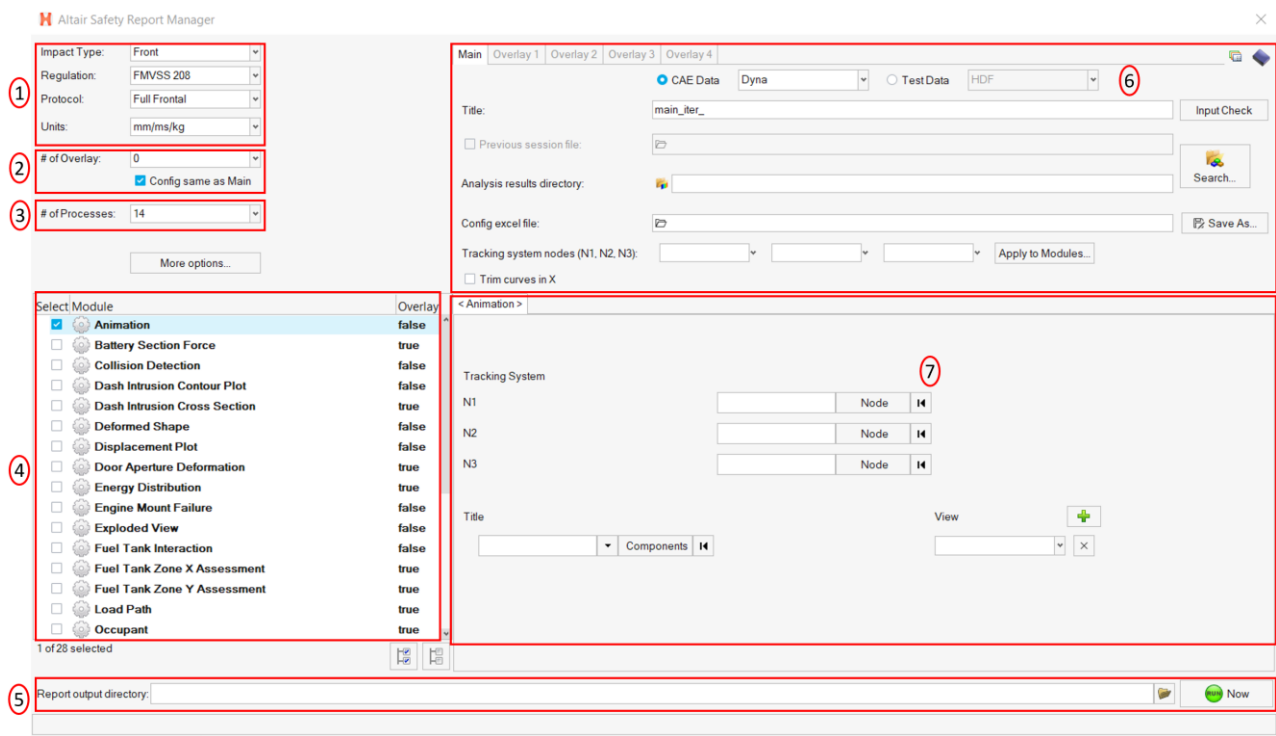 Altair Safety Report Manager
1
Impact Type: Front
Regulation: FMVSS 208
Protocol: Full Frontal
Units: mm/ms/kg
2
# of Overlay: 0
Config same as Main
3
# of Processes: 14
More options...
6
Main Overlay 1 Overlay 2 Overlay 3 Overlay 4
CAE Data Dyna Test Data HDF
Title: main_iter_ Input Check
Previous session file:
Search...
Analysis results directory:
Config excel file: Save As...
Tracking system nodes (N1, N2, N3): Apply to Modules...
Trim curves in X
4
Select Module Overlay
Animation false
Battery Section Force true
Collision Detection false
Dash Intrusion Contour Plot false
Dash Intrusion Cross Section true
Deformed Shape false
Displacement Plot false
Door Aperture Deformation true
Energy Distribution true
Engine Mount Failure false
Exploded View false
Fuel Tank Interaction false
Fuel Tank Zone X Assessment true
Fuel Tank Zone Y Assessment true
Load Path true
Occupant true
1 of 28 selected
7
< Animation >
Tracking System
N1 Node
N2 Node
N3 Node
Title View
Components
5
Report output directory: RUN Now